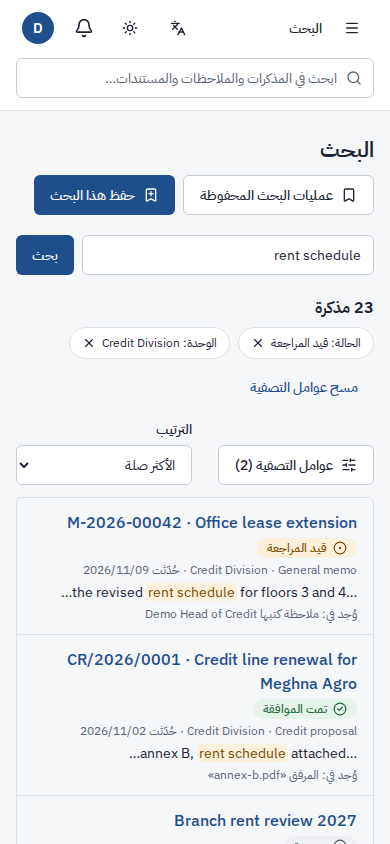 البحث
D
ابحث في المذكرات والملاحظات والمستندات...
البحث
عمليات البحث المحفوظة
حفظ هذا البحث
rent schedule
بحث
23 مذكرة
الحالة: قيد المراجعة
الوحدة: Credit Division
مسح عوامل التصفية
الترتيب
عوامل التصفية (2)
الأكثر صلة
M-2026-00042 · Office lease extension
قيد المراجعة
Credit Division · General memo · حُدّثت 2026/11/09
...the revised rent schedule for floors 3 and 4...
وُجد في: ملاحظة كتبها Demo Head of Credit
CR/2026/0001 · Credit line renewal for
Meghna Agro
تمت الموافقة
Credit Division · Credit proposal · حُدّثت 2026/11/02
...annex B, rent schedule attached...
وُجد في: المرفق «annex-b.pdf»
Branch rent review 2027